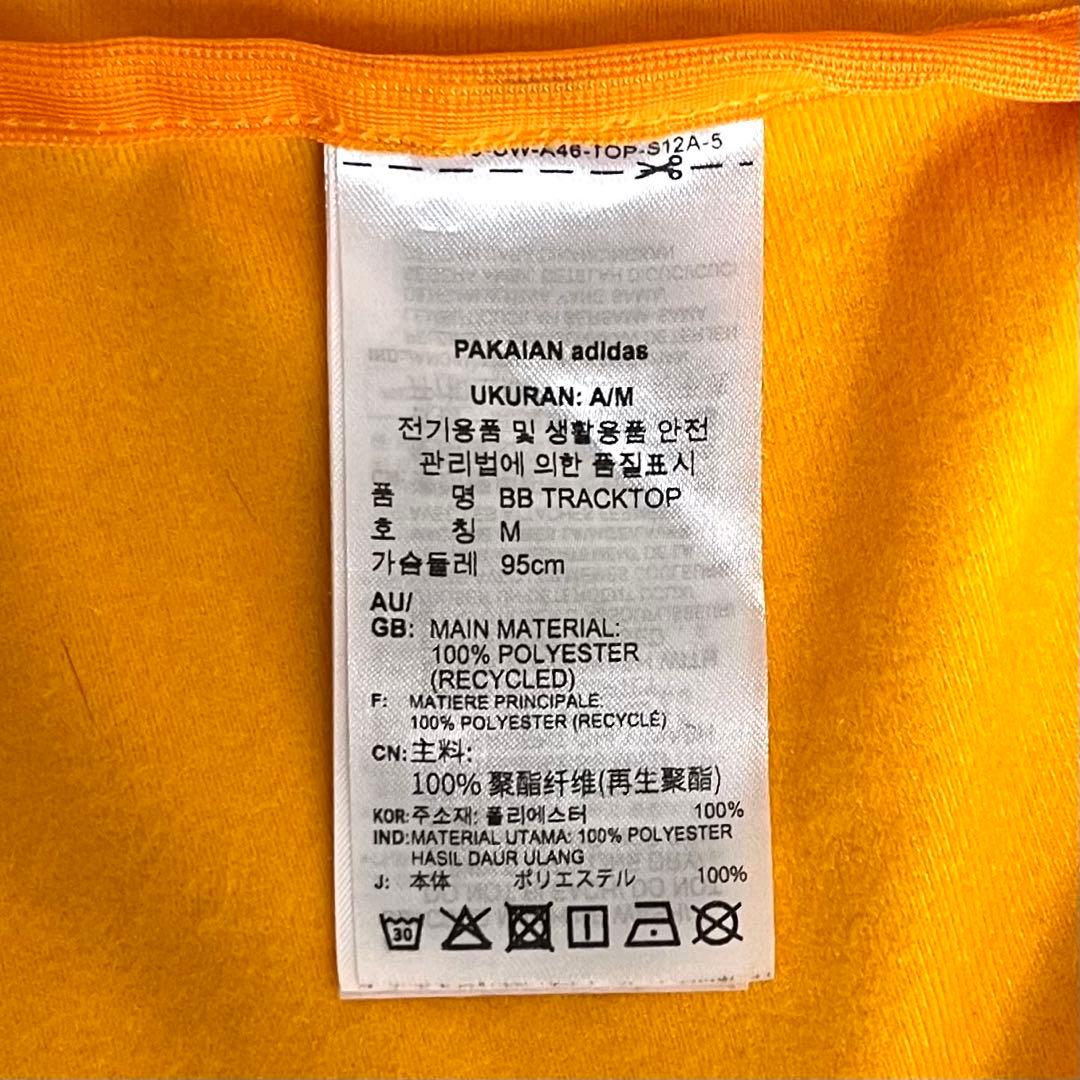 W-A46-TOP-S12A-5
PAKAIAN adidas
UKURAN: A/M
전기용품 및 생활용품 안전
관리법에 의한 품질표시
품 명 BB TRACKTOP
호 칭 M
가슴둘레 95cm
AU/
GB: MAIN MATERIAL:
100% POLYESTER
(RECYCLED)
F: MATIERE PRINCIPALE:
100% POLYESTER (RECYCLÉ)
CN: 主料:
100% 聚酯纤维(再生聚酯)
KOR: 주소재: 폴리에스터 100%
IND: MATERIAL UTAMA: 100% POLYESTER
HASIL DAUR ULANG
J: 本体 ポリエステル 100%
30